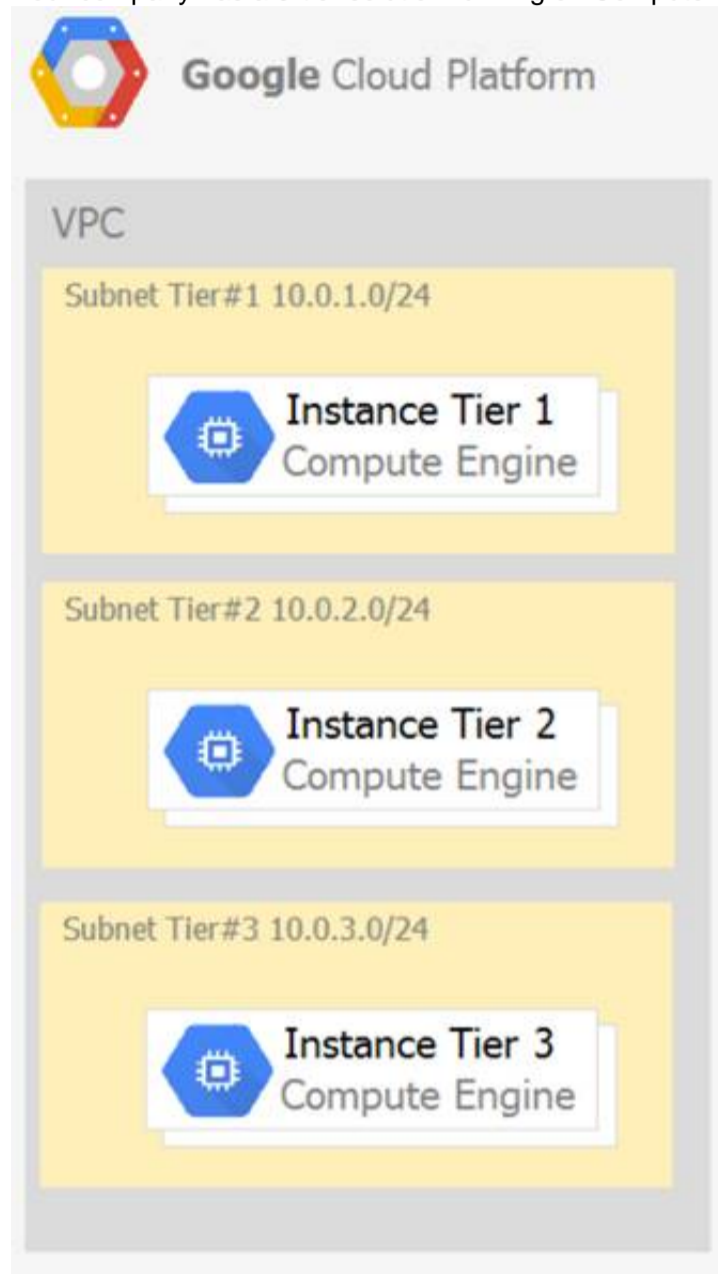 Google Cloud Platform
VPC
Subnet Tier#1 10.0.1.0/24
Instance Tier 1
Compute Engine
Subnet Tier#2 10.0.2.0/24
Instance Tier 2
Compute Engine
Subnet Tier#3 10.0.3.0/24
Instance Tier 3
Compute Engine